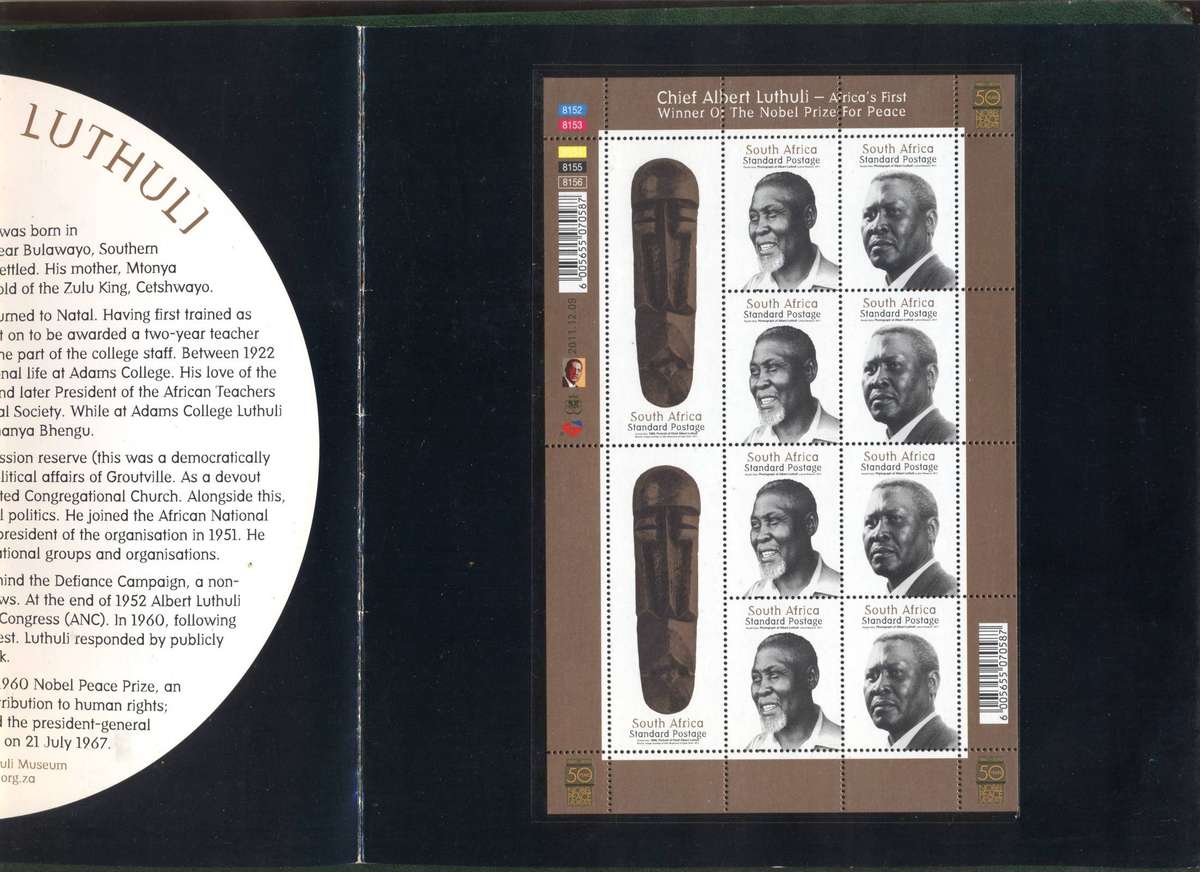 LUTHULI
was born in
ear Bulawayo, Southern
ettled. His mother, Mtonya
old of the Zulu King, Cetshwayo.
urned to Natal. Having first trained as
t on to be awarded a two-year teacher
ne part of the college staff. Between 1922
nal life at Adams College. His love of the
nd later President of the African Teachers
al Society. While at Adams College Luthuli
hanya Bhengu.
ssion reserve (this was a democratically
litical affairs of Groutville. As a devout
ted Congregational Church. Alongside this,
l politics. He joined the African National
president of the organisation in 1951. He
ational groups and organisations.
hind the Defiance Campaign, a non-
ws. At the end of 1952 Albert Luthuli
Congress (ANC). In 1960, following
est. Luthuli responded by publicly
k.
1960 Nobel Peace Prize, an
tribution to human rights;
d the president-general
on 21 July 1967.
uli Museum
org.za
Chief Albert Luthuli – Africa's First
Winner Of The Nobel Prize For Peace
50
8152
8153
8155
8156
6 005655 070587
2011.12.09
South Africa
Standard Postage
South Africa
Standard Postage
South Africa
Standard Postage
South Africa
Standard Postage
South Africa
Standard Postage
South Africa
Standard Postage
South Africa
Standard Postage
South Africa
Standard Postage
South Africa
Standard Postage
South Africa
Standard Postage
6 005655 070587
50
NOBEL
PEACE
50
NOBEL
PEACE